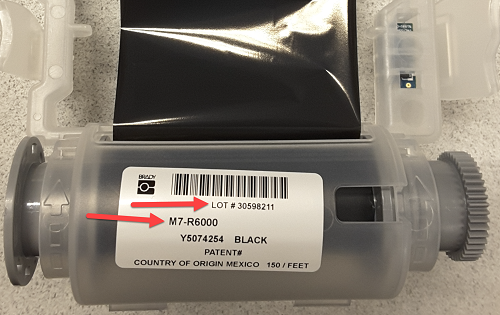 BRADY
LOT # 30598211
M7-R6000
Y5074254 BLACK
PATENT#
COUNTRY OF ORIGIN MEXICO 150 / FEET